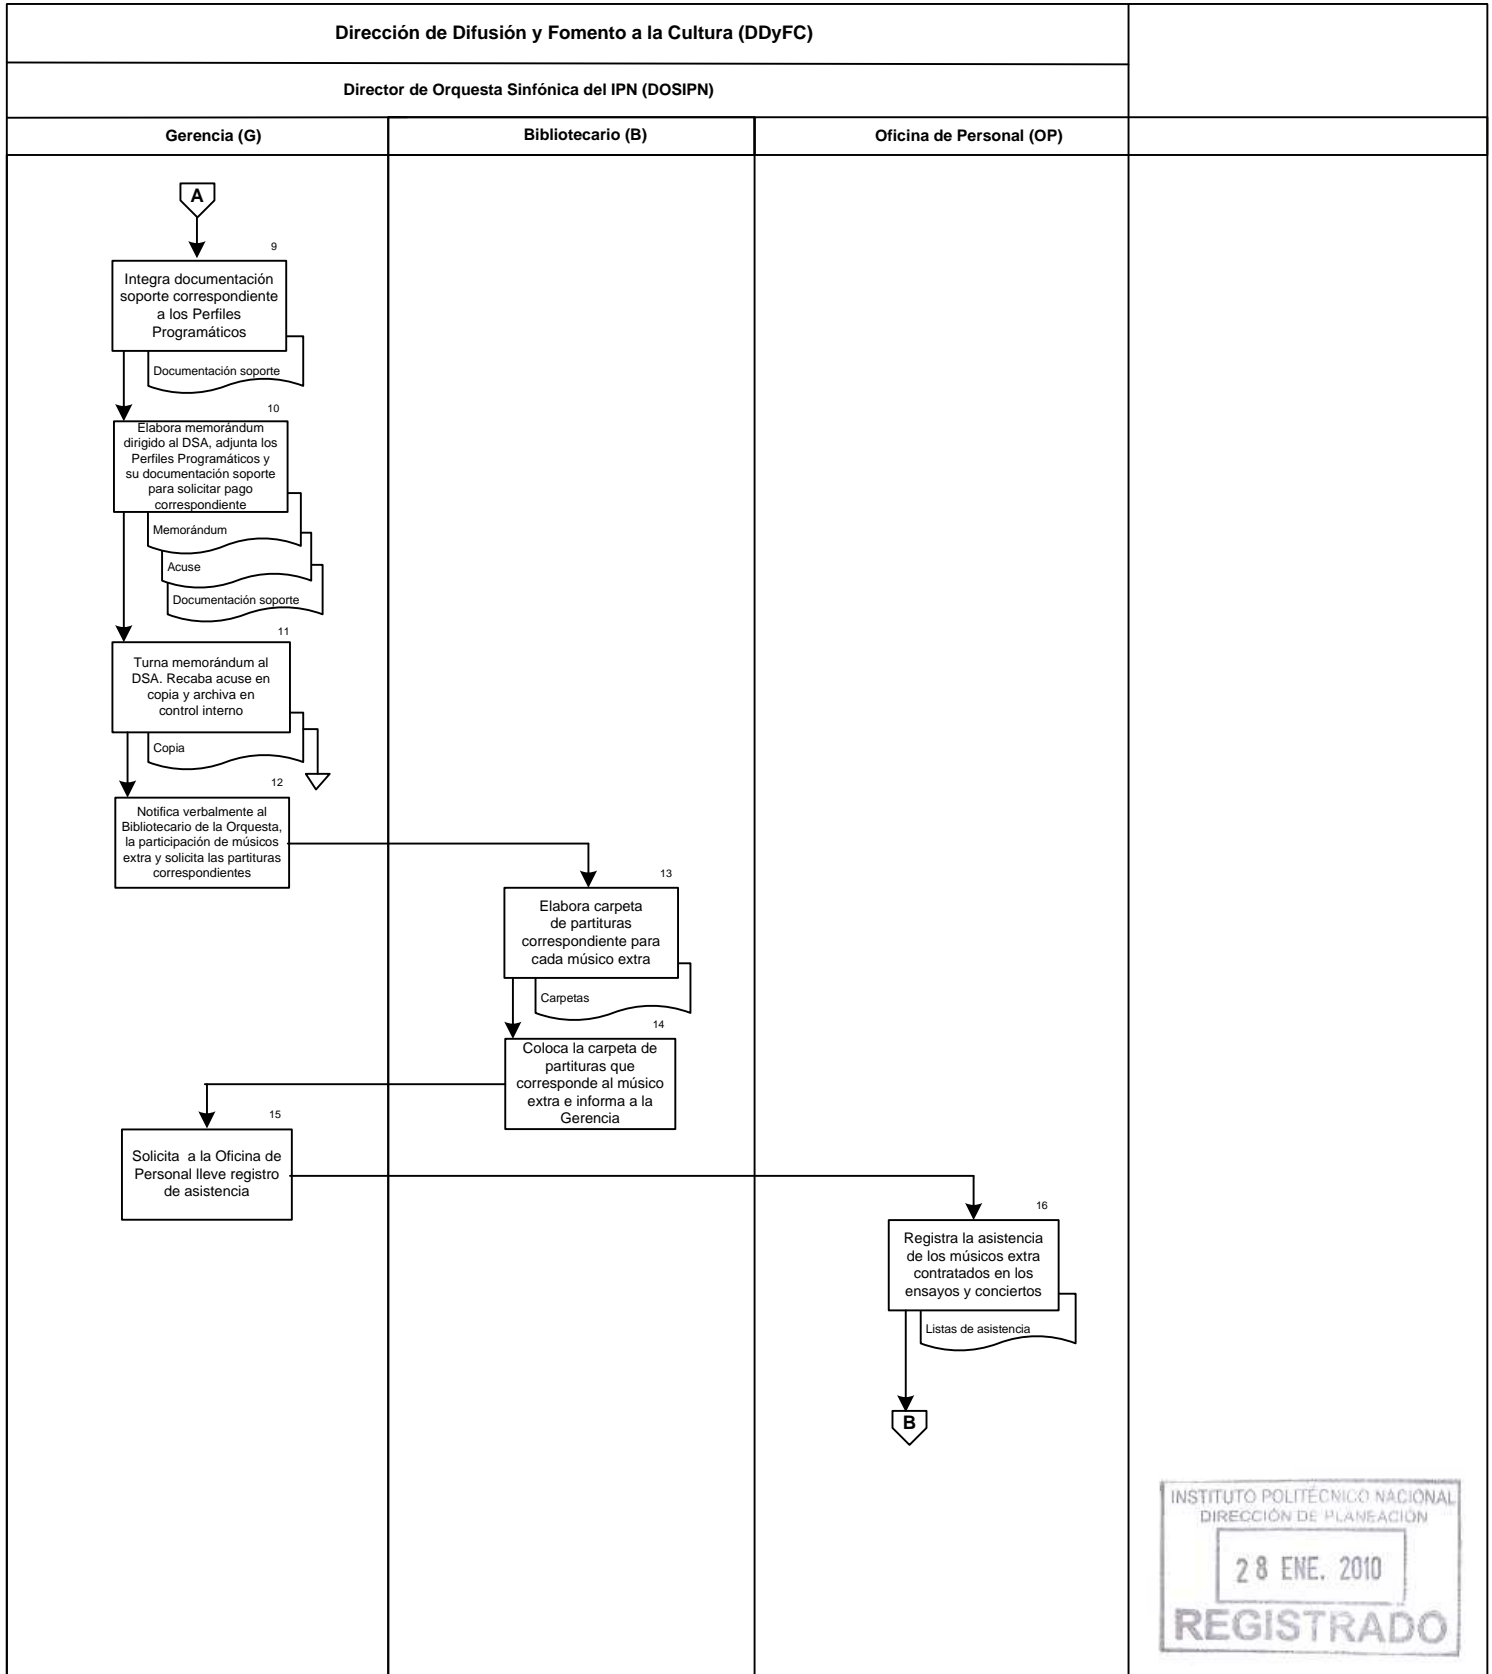 Dirección de Difusión y Fomento a la Cultura (DDyFC)
Director de Orquesta Sinfónica del IPN (DOSIPN)
Gerencia (G)
Bibliotecario (B)
Oficina de Personal (OP)
A
9
Integra documentación
soporte correspondiente
a los Perfiles
Programáticos
Documentación soporte
10
Elabora memorándum
dirigido al DSA, adjunta los
Perfiles Programáticos y
su documentación soporte
para solicitar pago
correspondiente
Memorándum
Acuse
Documentación soporte
11
Turna memorándum al
DSA. Recaba acuse en
copia y archiva en
control interno
Copia
12
Notifica verbalmente al
Bibliotecario de la Orquesta,
la participación de músicos
extra y solicita las partituras
correspondientes
13
Elabora carpeta
de partituras
correspondiente para
cada músico extra
Carpetas
14
Coloca la carpeta de
partituras que
corresponde al músico
extra e informa a la
Gerencia
15
Solicita a la Oficina de
Personal lleve registro
de asistencia
16
Registra la asistencia
de los músicos extra
contratados en los
ensayos y conciertos
Listas de asistencia
B
INSTITUTO POLITÉCNICO NACIONAL
DIRECCIÓN DE PLANEACIÓN
28 ENE. 2010
REGISTRADO